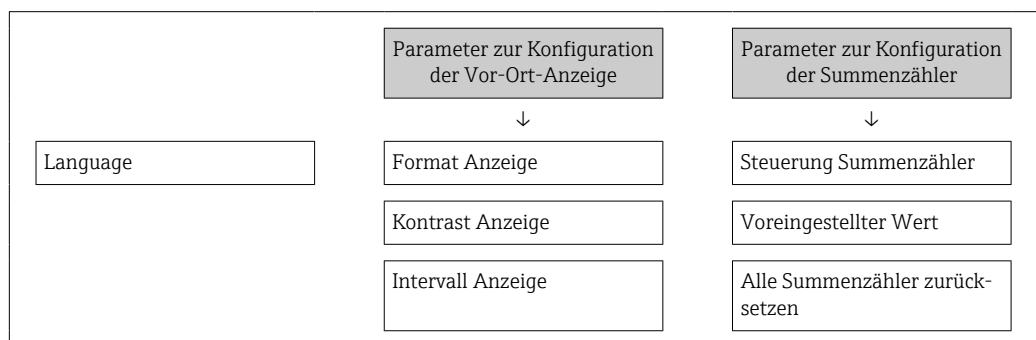 Parameter zur Konfiguration
der Vor-Ort-Anzeige
Parameter zur Konfiguration
der Summenzähler
↓
↓
Language
Format Anzeige
Steuerung Summenzähler
Kontrast Anzeige
Voreingestellter Wert
Intervall Anzeige
Alle Summenzähler zurück-
setzen